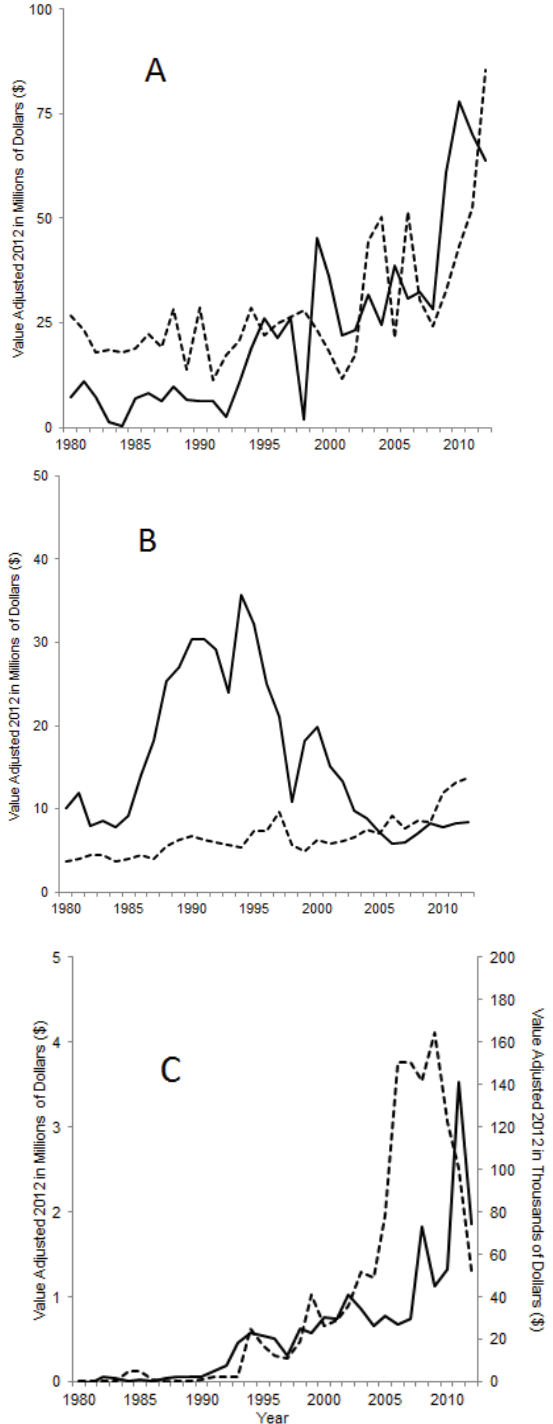 A
Value Adjusted 2012 in Millions of Dollars ($)
100
75
50
25
0
1980 1985 1990 1995 2000 2005 2010
B
Value Adjusted 2012 in Millions of Dollars ($)
50
40
30
20
10
0
1980 1985 1990 1995 2000 2005 2010
C
Value Adjusted 2012 in Millions of Dollars ($)
5
4
3
2
1
0
200
180
160
140
120
100
80
60
40
20
0
Value Adjusted 2012 in Thousands of Dollars ($)
1980 1985 1990 1995 2000 2005 2010
Year